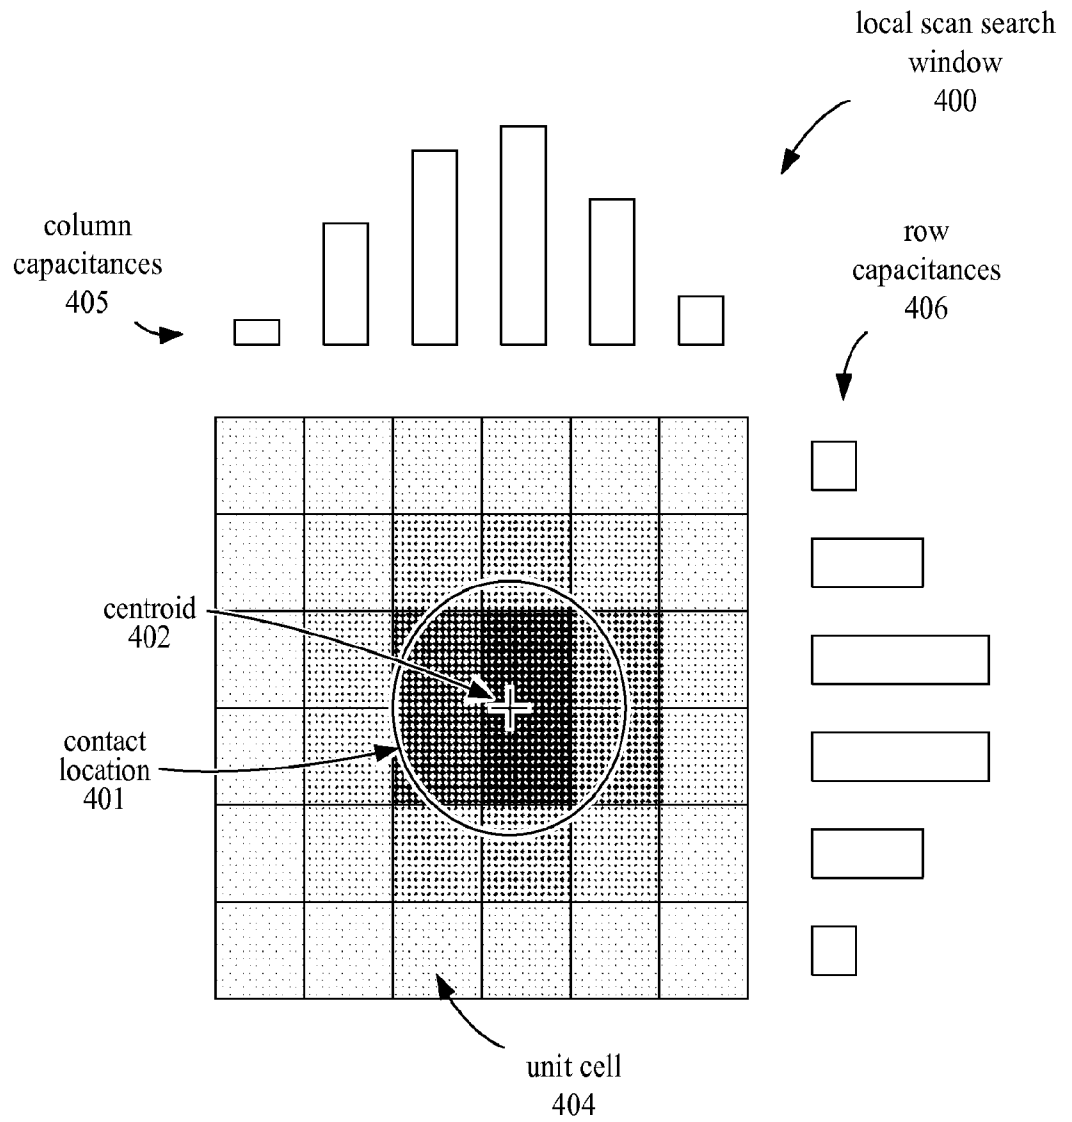 local scan search
window
400
column
capacitances
405
row
capacitances
406
centroid
402
contact
location
401
unit cell
404